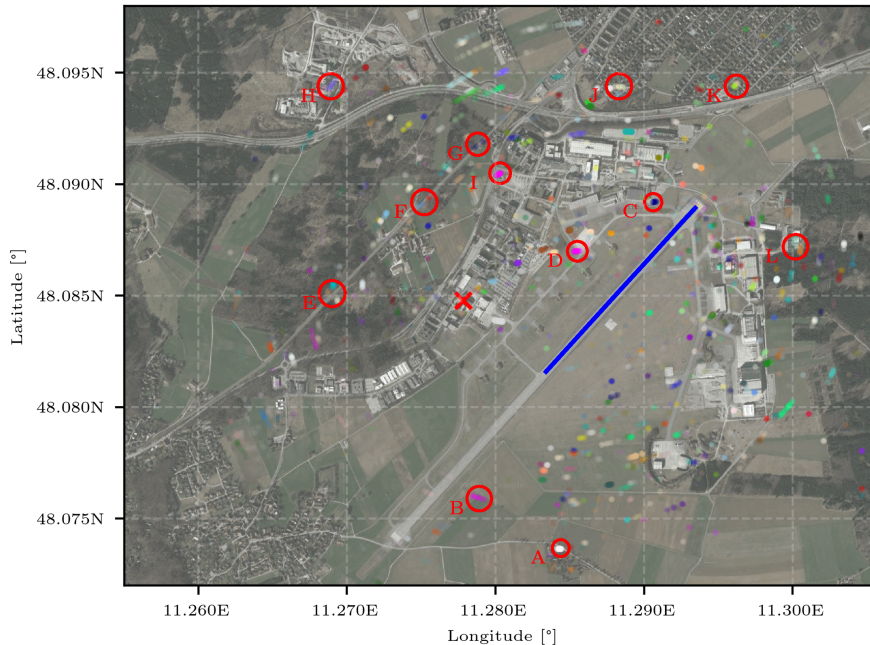 48.095N
48.090N
48.085N
48.080N
48.075N
Latitude [°]
H
J
K
G
I
F
C
D
L
E
B
A
11.260E 11.270E 11.280E 11.290E 11.300E
Longitude [°]